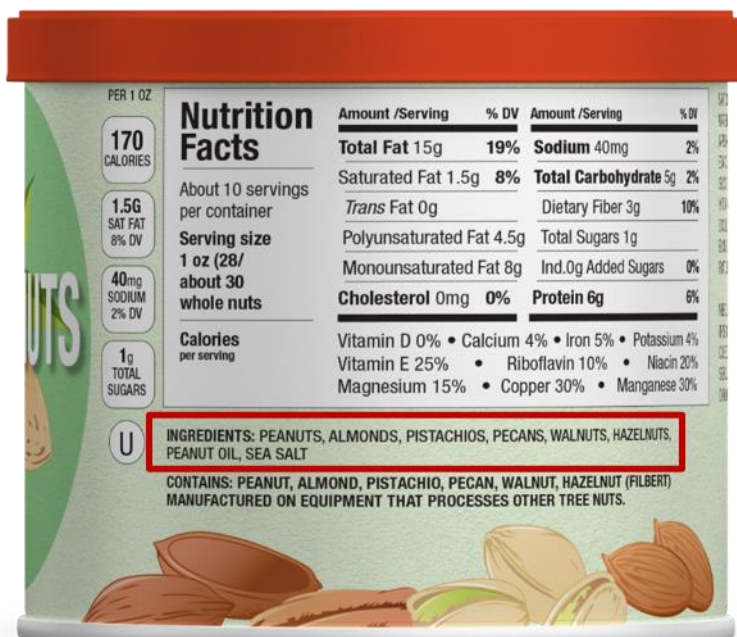 PER 1 OZ
170
CALORIES
1.5G
SAT FAT
8% DV
40mg
SODIUM
2% DV
1g
TOTAL
SUGARS
U
UTS
Nutrition
Facts
About 10 servings
per container
Serving size
1 oz (28/
about 30
whole nuts
Calories
per serving
Amount /Serving % DV
Total Fat 15g 19%
Saturated Fat 1.5g 8%
Trans Fat 0g
Polyunsaturated Fat 4.5g
Monounsaturated Fat 8g
Cholesterol 0mg 0%
Amount /Serving % DV
Sodium 40mg 2%
Total Carbohydrate 5g 2%
Dietary Fiber 3g 10%
Total Sugars 1g
Ind.0g Added Sugars 0%
Protein 6g 6%
Vitamin D 0% • Calcium 4% • Iron 5% • Potassium 4%
Vitamin E 25% • Riboflavin 10% • Niacin 20%
Magnesium 15% • Copper 30% • Manganese 30%
INGREDIENTS: PEANUTS, ALMONDS, PISTACHIOS, PECANS, WALNUTS, HAZELNUTS,
PEANUT OIL, SEA SALT
CONTAINS: PEANUT, ALMOND, PISTACHIO, PECAN, WALNUT, HAZELNUT (FILBERT)
MANUFACTURED ON EQUIPMENT THAT PROCESSES OTHER TREE NUTS.